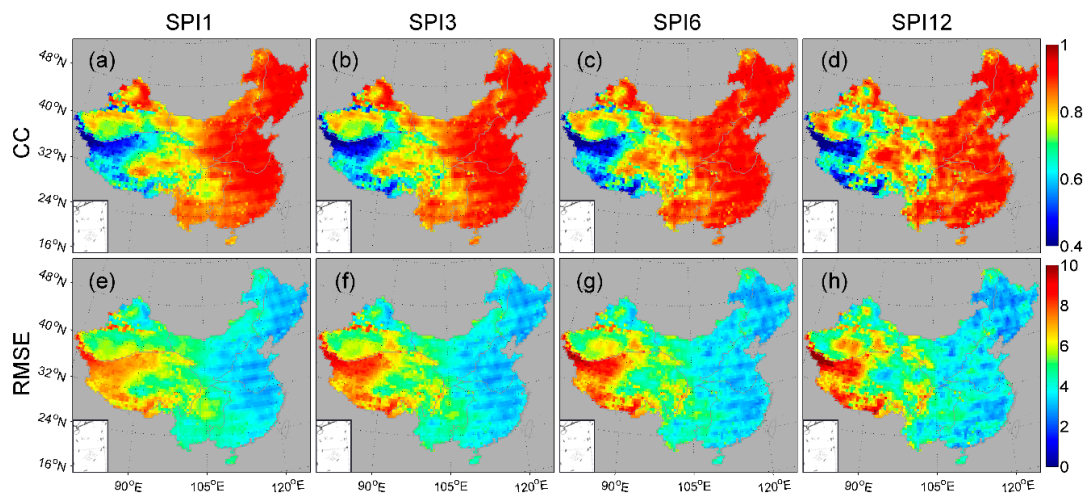 SPI1 SPI3 SPI6 SPI12
CC
48°N
40°N
32°N
24°N
16°N
(a) (b) (c) (d)
1
0.8
0.6
0.4
RMSE
48°N
40°N
32°N
24°N
16°N
(e) (f) (g) (h)
10
8
6
4
2
0
90°E 105°E 120°E 90°E 105°E 120°E 90°E 105°E 120°E 90°E 105°E 120°E